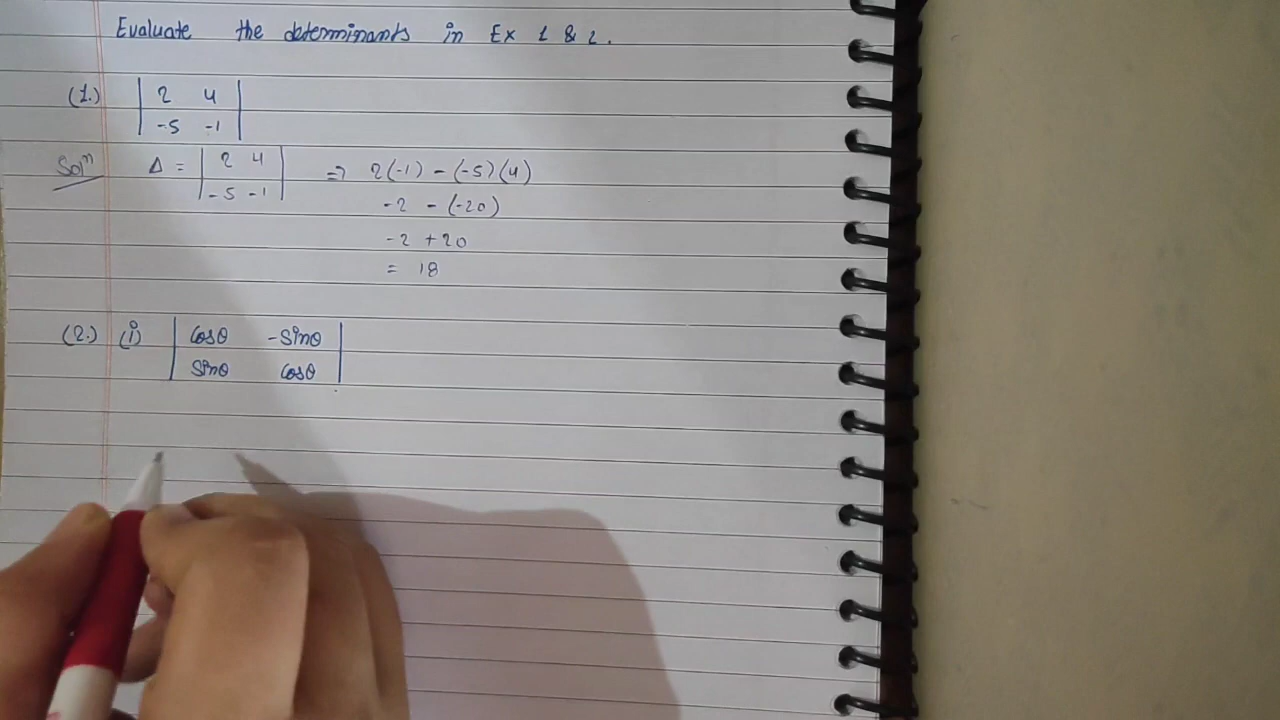 Evaluate the determinants in Ex 1 & 2.
(1.) | 2 4 |
| -5 -1 |
Solⁿ Δ = | 2 4 | => 2(-1) - (-5)(4)
| -5 -1 |
-2 - (-20)
-2 + 20
= 18
(2.) (i) | cosθ -sinθ |
| sinθ cosθ |